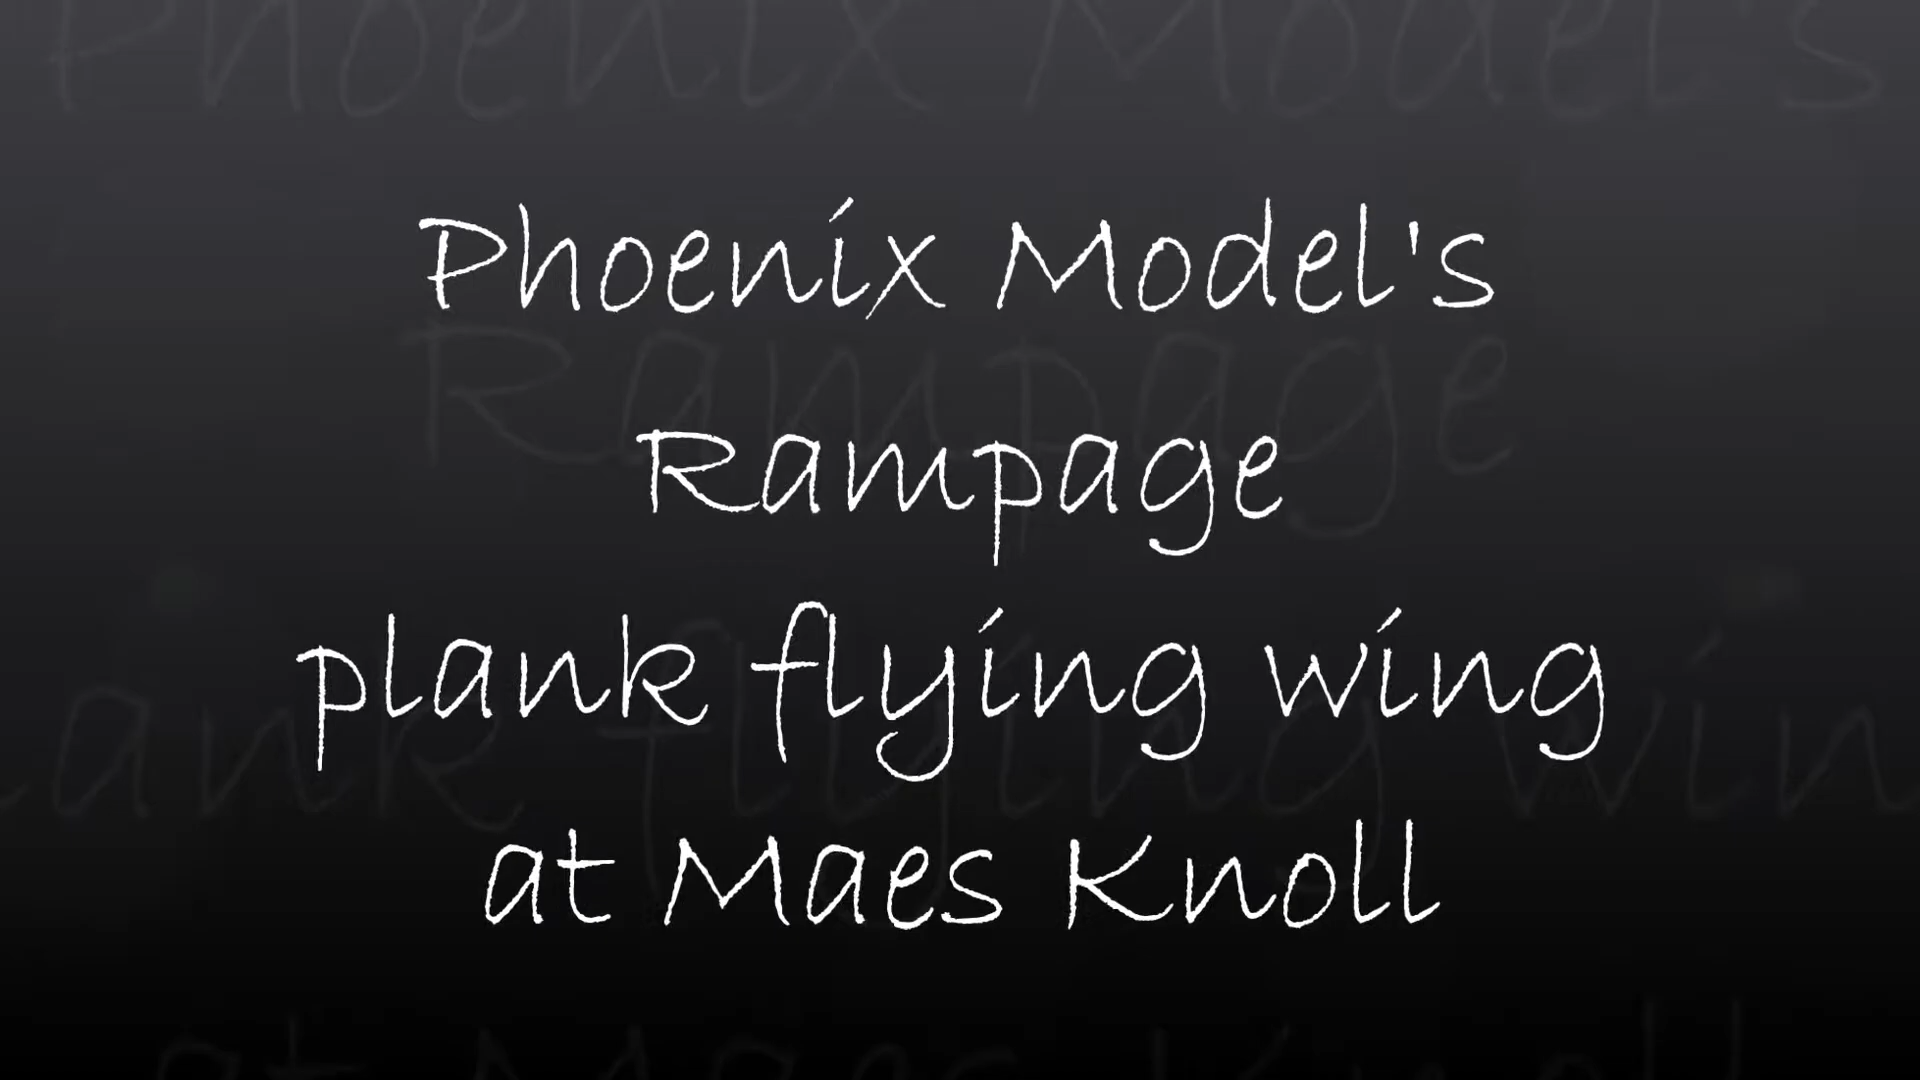 Phoenix Model's
Rampage
plank flying wing
at Maes Knoll